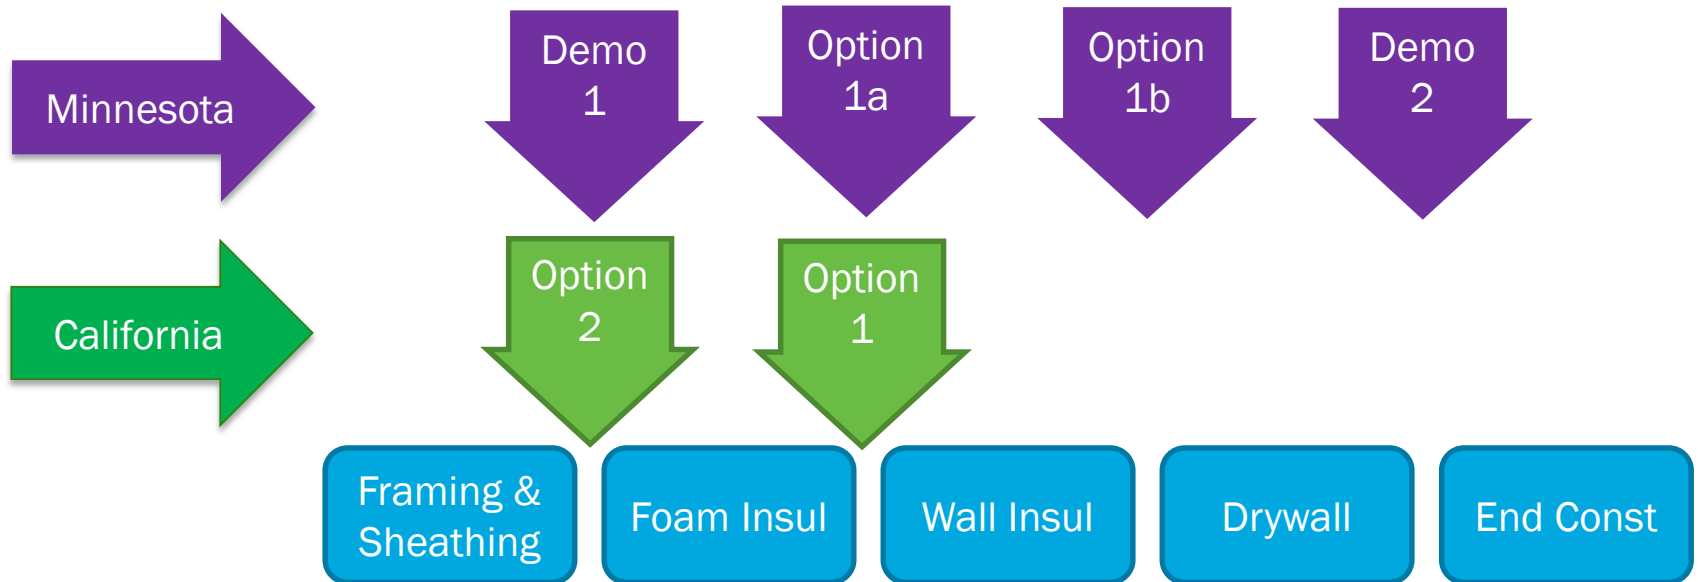 Minnesota
Demo
1
Option
1a
Option
1b
Demo
2
California
Option
2
Option
1
Framing &
Sheathing
Foam Insul
Wall Insul
Drywall
End Const